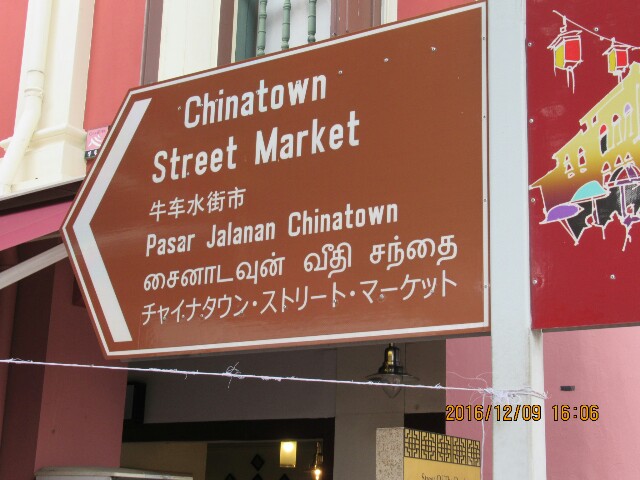 Chinatown
Street Market
牛车水街市
Pasar Jalanan Chinatown
சைனாடவுன் வீதி சந்தை
チャイナタウン・ストリート・マーケット
2016/12/09 16:06